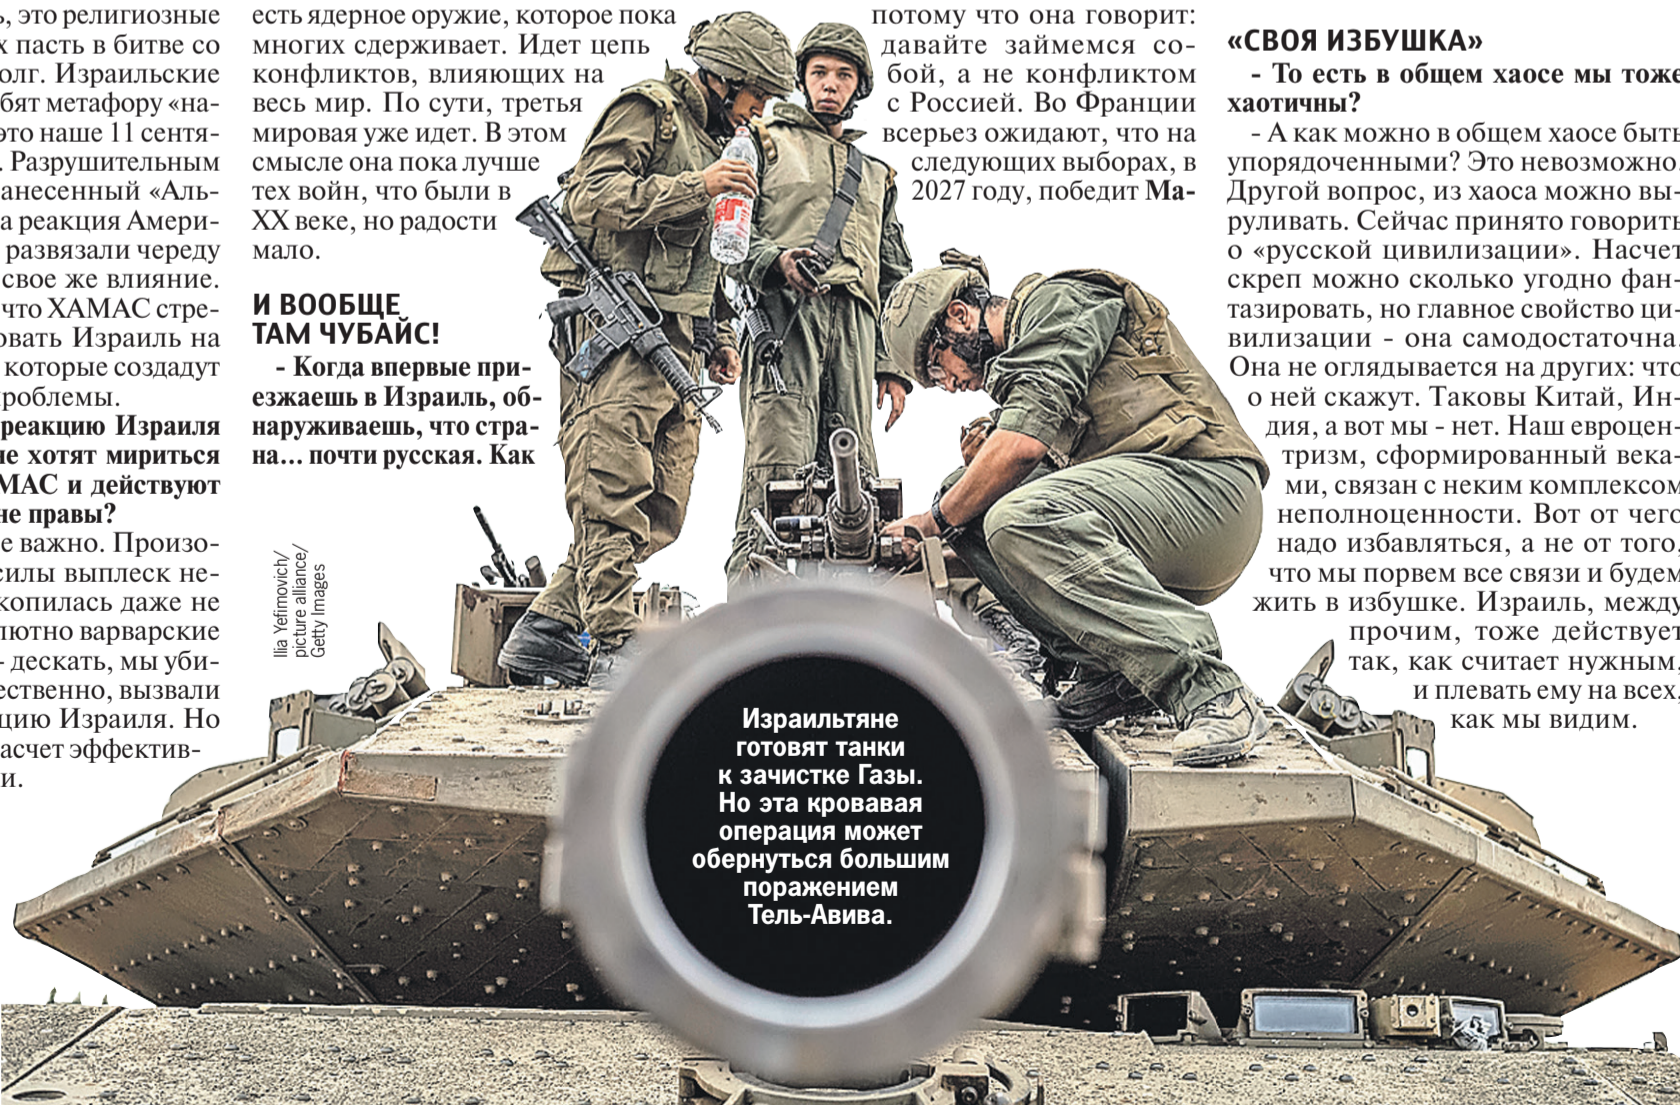 ь, это религиозные
х пасть в битве со
олг. Израильские
бят метафору «на-
это наше 11 сентя-
. Разрушительным
анесенный «Аль-
а реакция Амери-
развязали череду
свое же влияние.
что ХАМАС стре-
овать Израиль на
которые создадут
проблемы.
реакцию Израиля
не хотят мириться
МАС и действуют
не правы?
е важно. Произо-
силы выплеск не-
копилась даже не
лютно варварские
- дескать, мы уби-
ественно, вызвали
цию Израиля. Но
асчет эффектив-
и.
есть ядерное оружие, которое пока
многих сдерживает. Идет цепь
конфликтов, влияющих на
весь мир. По сути, третья
мировая уже идет. В этом
смысле она пока лучше
тех войн, что были в
XX веке, но радости
мало.
И ВООБЩЕ
ТАМ ЧУБАЙС!
- Когда впервые при-
езжаешь в Израиль, об-
наруживаешь, что стра-
на... почти русская. Как
Ilia Yefimovich/
picture alliance/
Getty Images
потому что она говорит:
давайте займемся со-
бой, а не конфликтом
с Россией. Во Франции
всерьез ожидают, что на
следующих выборах, в
2027 году, победит Ма-
«СВОЯ ИЗБУШКА»
- То есть в общем хаосе мы тоже
хаотичны?
- А как можно в общем хаосе быть
упорядоченными? Это невозможно.
Другой вопрос, из хаоса можно вы-
руливать. Сейчас принято говорить
о «русской цивилизации». Насчет
скреп можно сколько угодно фан-
тазировать, но главное свойство ци-
вилизации - она самодостаточна.
Она не оглядывается на других: что
о ней скажут. Таковы Китай, Ин-
дия, а вот мы - нет. Наш евроцен-
тризм, сформированный века-
ми, связан с неким комплексом
неполноценности. Вот от чего
надо избавляться, а не от того,
что мы порвем все связи и будем
жить в избушке. Израиль, между
прочим, тоже действует
так, как считает нужным,
и плевать ему на всех,
как мы видим.
Израильтяне
готовят танки
к зачистке Газы.
Но эта кровавая
операция может
обернуться большим
поражением
Тель-Авива.